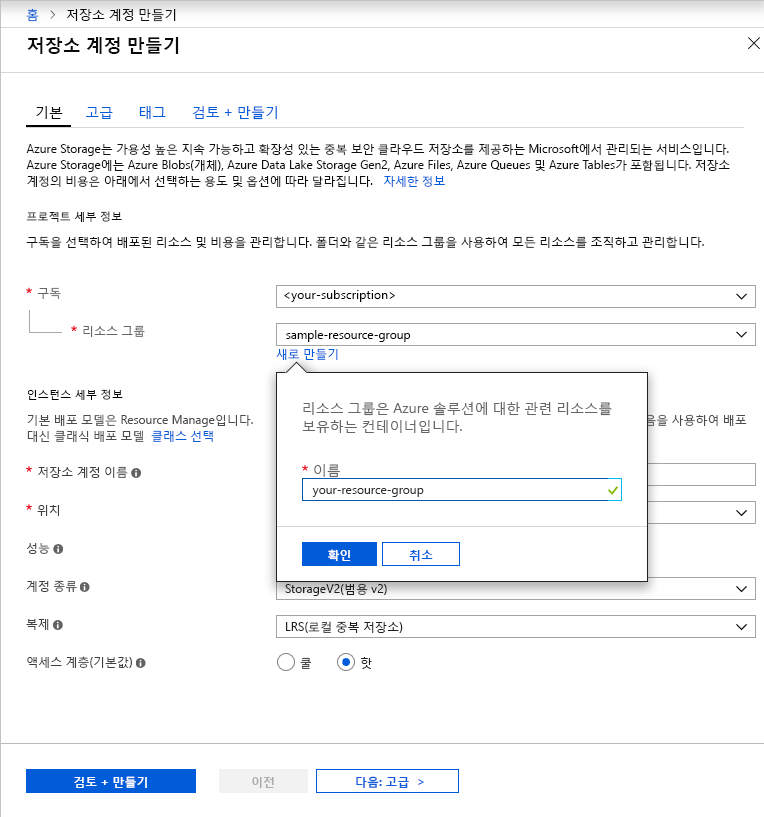 홈 > 저장소 계정 만들기
저장소 계정 만들기
기본 고급 태그 검토 + 만들기
Azure Storage는 가용성 높은 지속 가능하고 확장성 있는 중복 보안 클라우드 저장소를 제공하는 Microsoft에서 관리되는 서비스입니다.
Azure Storage에는 Azure Blobs(개체), Azure Data Lake Storage Gen2, Azure Files, Azure Queues 및 Azure Tables가 포함됩니다. 저장소
계정의 비용은 아래에서 선택하는 용도 및 옵션에 따라 달라집니다. 자세한 정보
프로젝트 세부 정보
구독을 선택하여 배포된 리소스 및 비용을 관리합니다. 폴더와 같은 리소스 그룹을 사용하여 모든 리소스를 조직하고 관리합니다.
* 구독
<your-subscription>
* 리소스 그룹
sample-resource-group
새로 만들기
리소스 그룹은 Azure 솔루션에 대한 관련 리소스를
보유하는 컨테이너입니다.
* 이름
your-resource-group
확인 취소
인스턴스 세부 정보
기본 배포 모델은 Resource Manage입니다. 음을 사용하여 배포
대신 클래식 배포 모델 클래스 선택
* 저장소 계정 이름
* 위치
성능
계정 종류
StorageV2(범용 v2)
복제
LRS(로컬 중복 저장소)
액세스 계층(기본값)
쿨 핫
검토 + 만들기 이전 다음: 고급 >